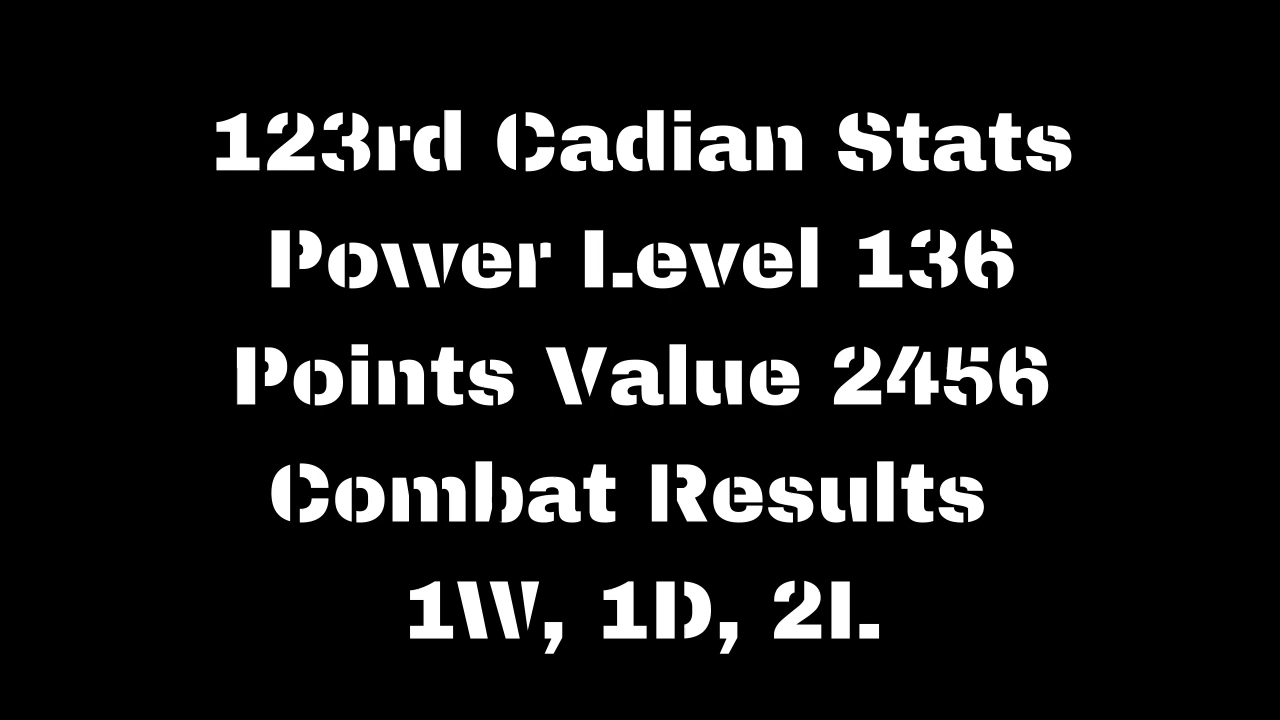 123rd Cadian Stats
Power Level 136
Points Value 2456
Combat Results
1W, 1D, 2L